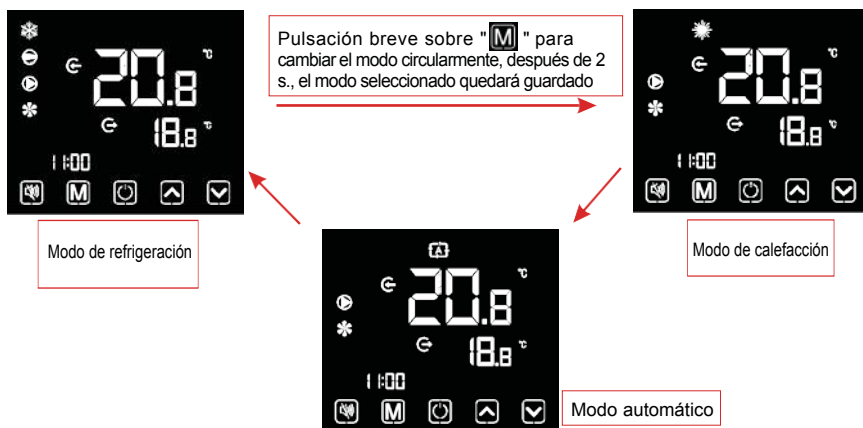 20.8 °C
18.8 °C
11:00
M
Modo de refrigeración
Pulsación breve sobre " M " para
cambiar el modo circularmente, después de 2
s., el modo seleccionado quedará guardado
20.8 °C
18.8 °C
11:00
M
Modo de calefacción
A
20.8 °C
18.8 °C
11:00
M
Modo automático